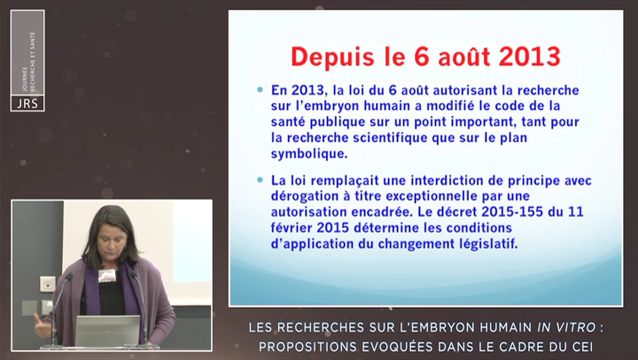 JOURNÉE
RECHERCHE ET SANTÉ
JRS
Depuis le 6 août 2013
En 2013, la loi du 6 août autorisant la recherche
sur l'embryon humain a modifié le code de la
santé publique sur un point important, tant pour
la recherche scientifique que sur le plan
symbolique.
La loi remplaçait une interdiction de principe avec
dérogation à titre exceptionnelle par une
autorisation encadrée. Le décret 2015-155 du 11
février 2015 détermine les conditions
d'application du changement législatif.
LES RECHERCHES SUR L'EMBRYON HUMAIN IN VITRO :
PROPOSITIONS EVOQUÉES DANS LE CADRE DU CEI